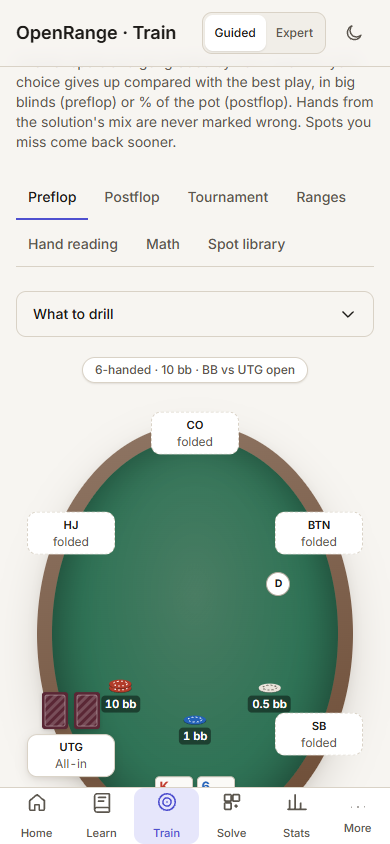 OpenRange · Train
Guided
Expert
choice gives up compared with the best play, in big
blinds (preflop) or % of the pot (postflop). Hands from
the solution's mix are never marked wrong. Spots you
miss come back sooner.
Preflop
Postflop
Tournament
Ranges
Hand reading
Math
Spot library
What to drill
6-handed · 10 bb · BB vs UTG open
CO
folded
HJ
folded
BTN
folded
D
10 bb
0.5 bb
1 bb
UTG
All-in
SB
folded
K
6
Home
Learn
Train
Solve
Stats
More